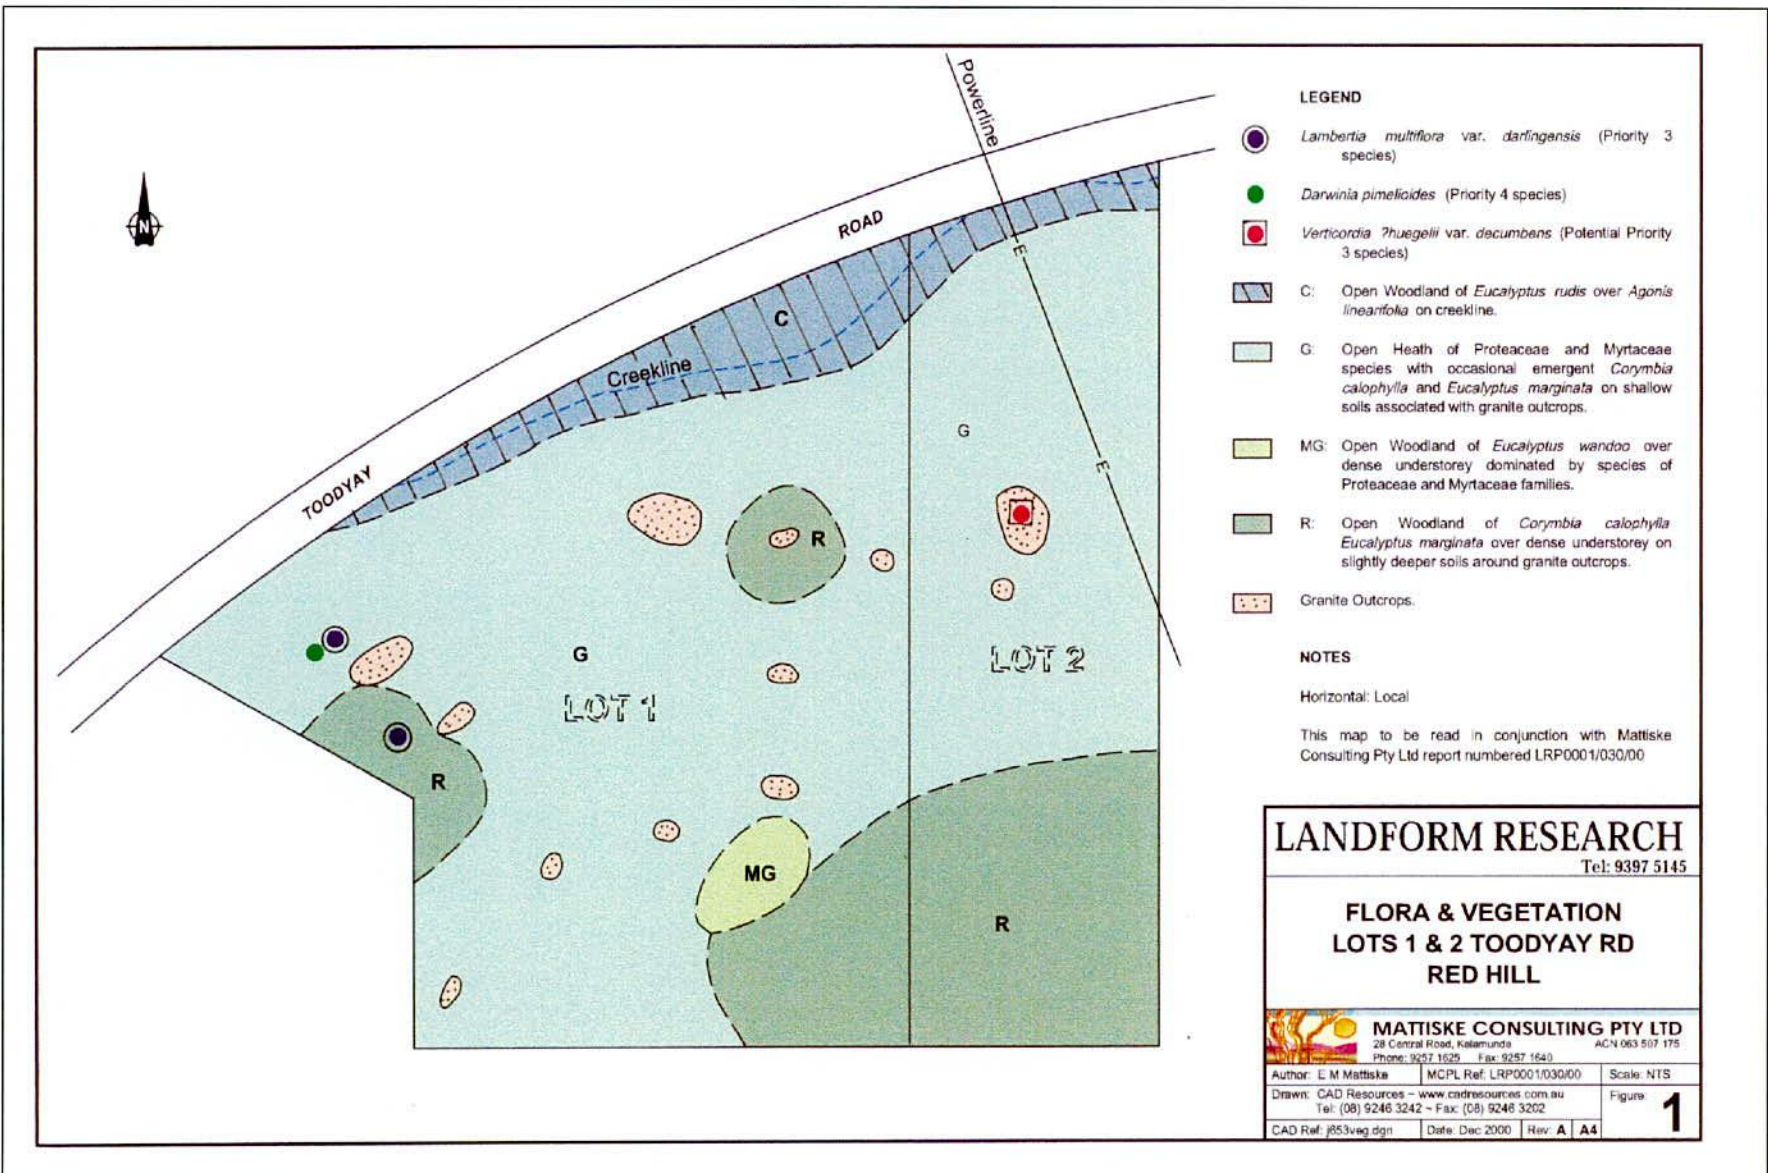 Powerline
ROAD
TOODYAY
N
C
Creekline
E
G
E
R
G
LOT 1
LOT 2
R
MG
R
LEGEND
Lambertia multiflora var. darlingensis (Priority 3
species)
Darwinia pimelioides (Priority 4 species)
Verticordia ?huegelii var. decumbens (Potential Priority
3 species)
C: Open Woodland of Eucalyptus rudis over Agonis
linearifolia on creekline.
G: Open Heath of Proteaceae and Myrtaceae
species with occasional emergent Corymbia
calophylla and Eucalyptus marginata on shallow
soils associated with granite outcrops.
MG: Open Woodland of Eucalyptus wandoo over
dense understorey dominated by species of
Proteaceae and Myrtaceae families.
R: Open Woodland of Corymbia calophylla
Eucalyptus marginata over dense understorey on
slightly deeper soils around granite outcrops.
Granite Outcrops.
NOTES
Horizontal: Local
This map to be read in conjunction with Mattiske
Consulting Pty Ltd report numbered LRP0001/030/00
LANDFORM RESEARCH
Tel: 9397 5145
FLORA & VEGETATION
LOTS 1 & 2 TOODYAY RD
RED HILL
MATTISKE CONSULTING PTY LTD
28 Central Road, Kalamunda ACN 063 507 175
Phone: 9257 1625 Fax: 9257 1640
Author: E M Mattiske MCPL Ref: LRP0001/030/00 Scale: NTS
Drawn: CAD Resources ~ www.cadresources.com.au
Tel: (08) 9246 3242 ~ Fax: (08) 9246 3202
Figure: 1
CAD Ref: j653veg.dgn Date: Dec 2000 Rev: A A4